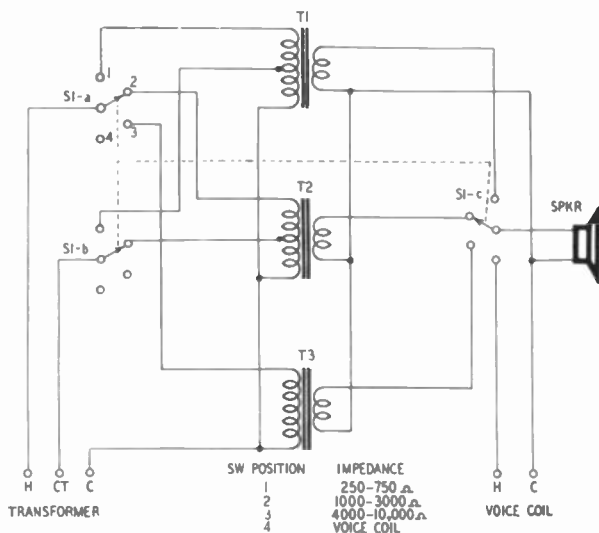 T1
1
2
S1-a
3
4
T2
S1-c
SPKR
S1-b
T3
SW POSITION IMPEDANCE
1 250-750 Ω
2 1000-3000 Ω
3 4000-10,000 Ω
4 VOICE COIL
H CT C
TRANSFORMER
H C
VOICE COIL